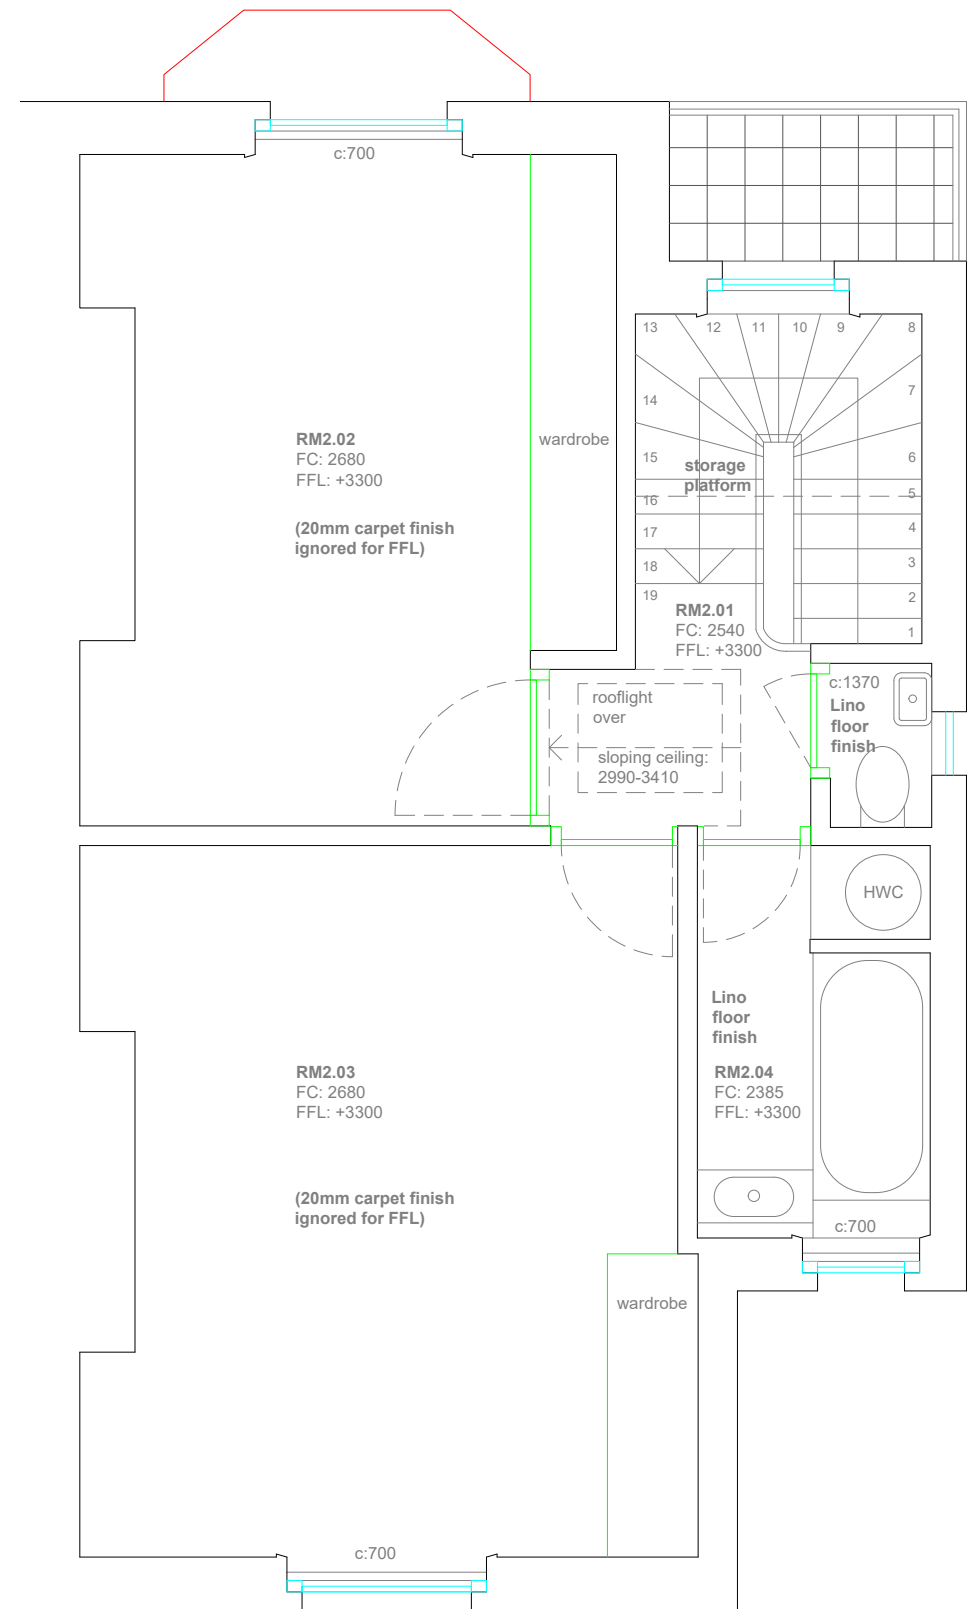 c:700
13
12
11
10
9
8
7
14
RM2.02
FC: 2680
FFL: +3300
wardrobe
15
6
storage
platform
16
5
(20mm carpet finish
ignored for FFL)
17
4
18
3
19
2
1
RM2.01
FC: 2540
FFL: +3300
rooflight
over
sloping ceiling:
2990-3410
c:1370
Lino
floor
finish
HWC
Lino
floor
finish
RM2.03
FC: 2680
FFL: +3300
RM2.04
FC: 2385
FFL: +3300
(20mm carpet finish
ignored for FFL)
c:700
wardrobe
c:700